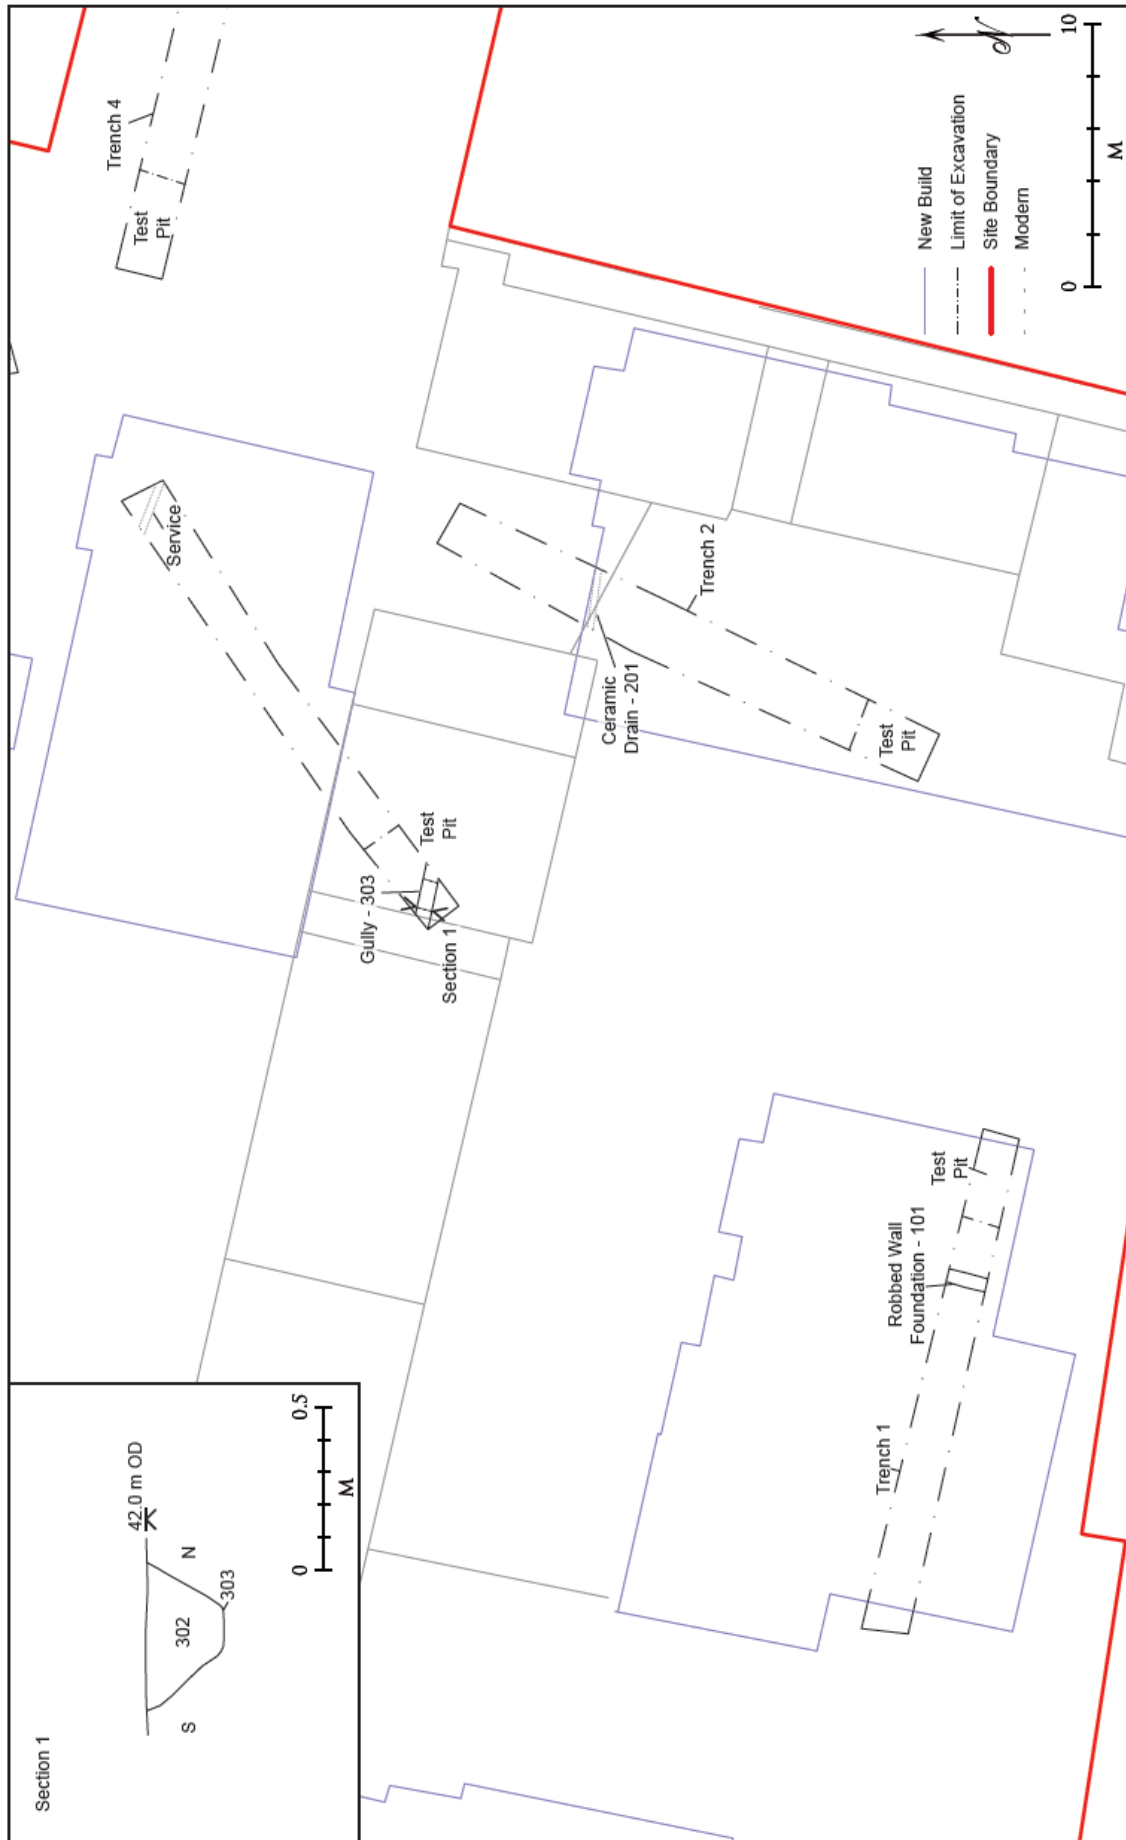 Section 1
42.0 m OD
S
N
302
303
0
0.5
M
Trench 4
Test
Pit
Service
Gully - 303
Test
Pit
Section 1
Ceramic
Drain - 201
Trench 2
Test
Pit
Trench 1
Robbed Wall
Foundation - 101
Test
Pit
New Build
Limit of Excavation
Site Boundary
Modern
N
0
10
M